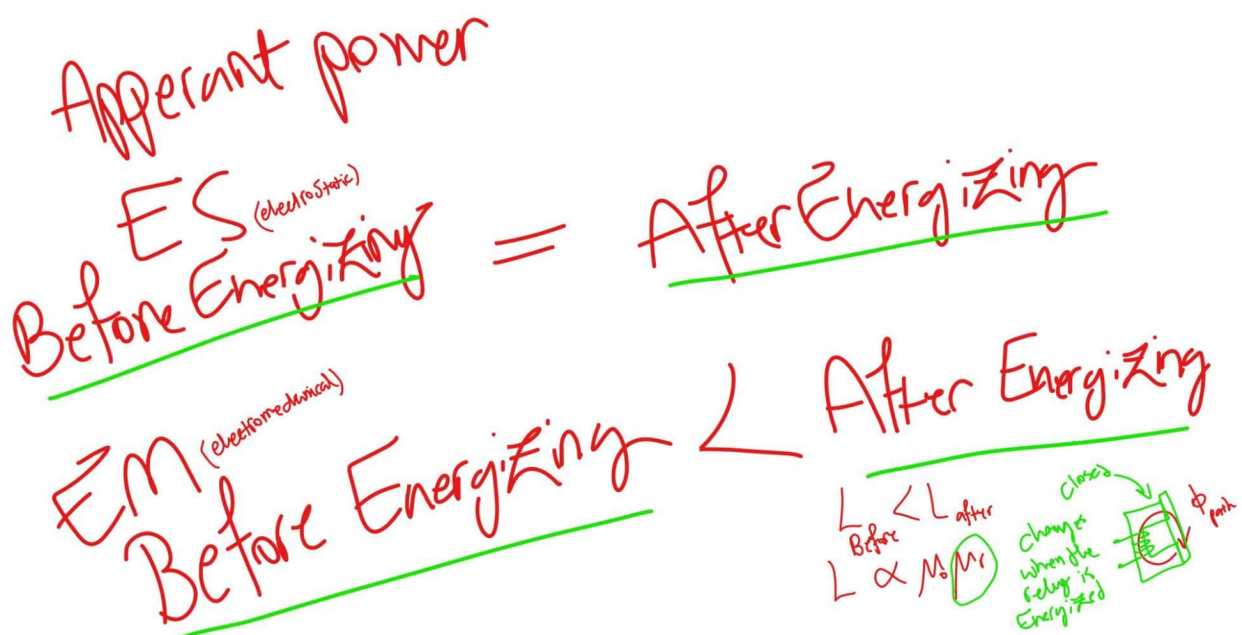 Apperant power
ES (electrostatic)
Before Energizing = After Energizing
EM (electromechanical)
Before Energizing < After Energizing
L Before < L after
L ∝ μ₀ μr
changes
when the
relay is
Energized
closed
ϕ path